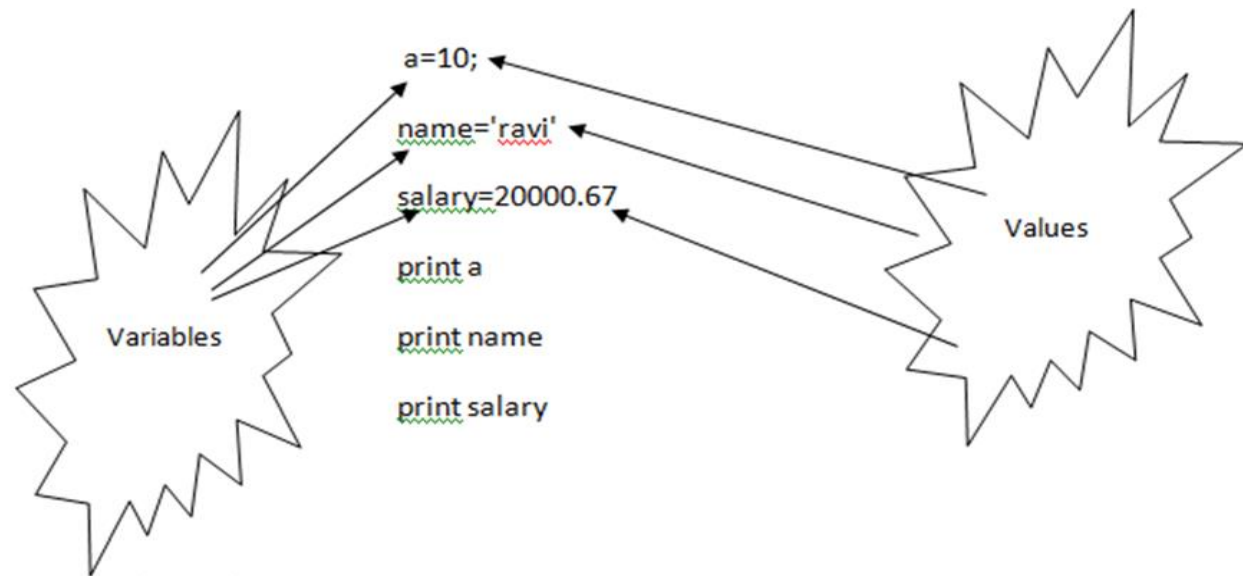 a=10;
name='ravi'
salary=20000.67
print a
print name
print salary
Variables
Values